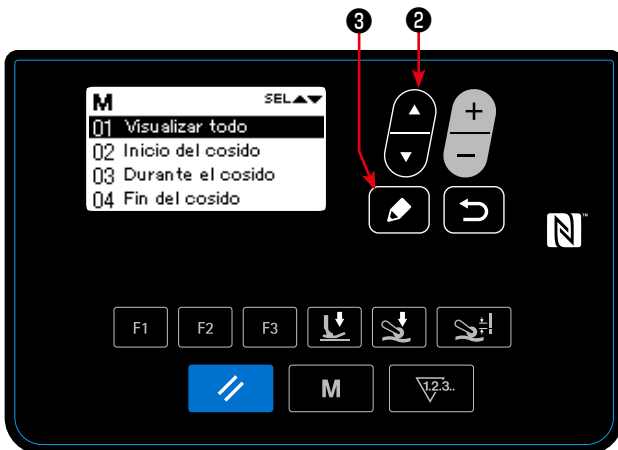 ❸ ❷
M SEL▲▼
01 Visualizar todo
02 Inicio del cosido
03 Durante el cosido
04 Fin del cosido
+
−
N™
F1 F2 F3
M 1.2.3..